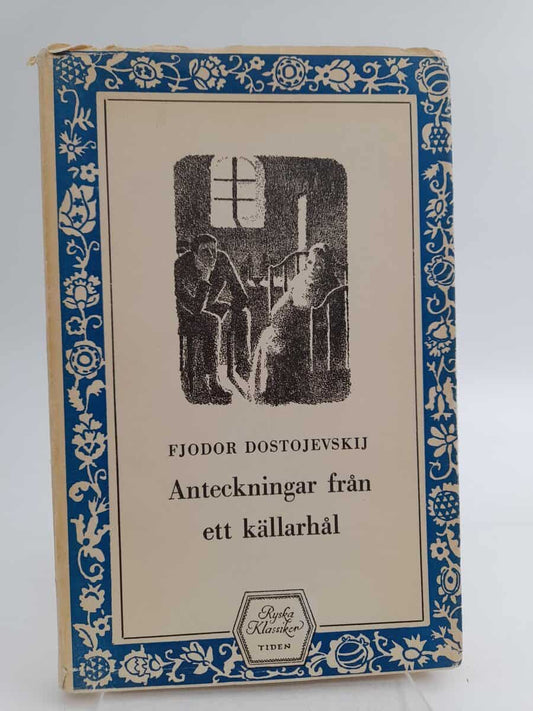 FJODOR DOSTOJEVSKIJ
Anteckningar från
ett källarhål
Ryska
Klassiker
TIDEN